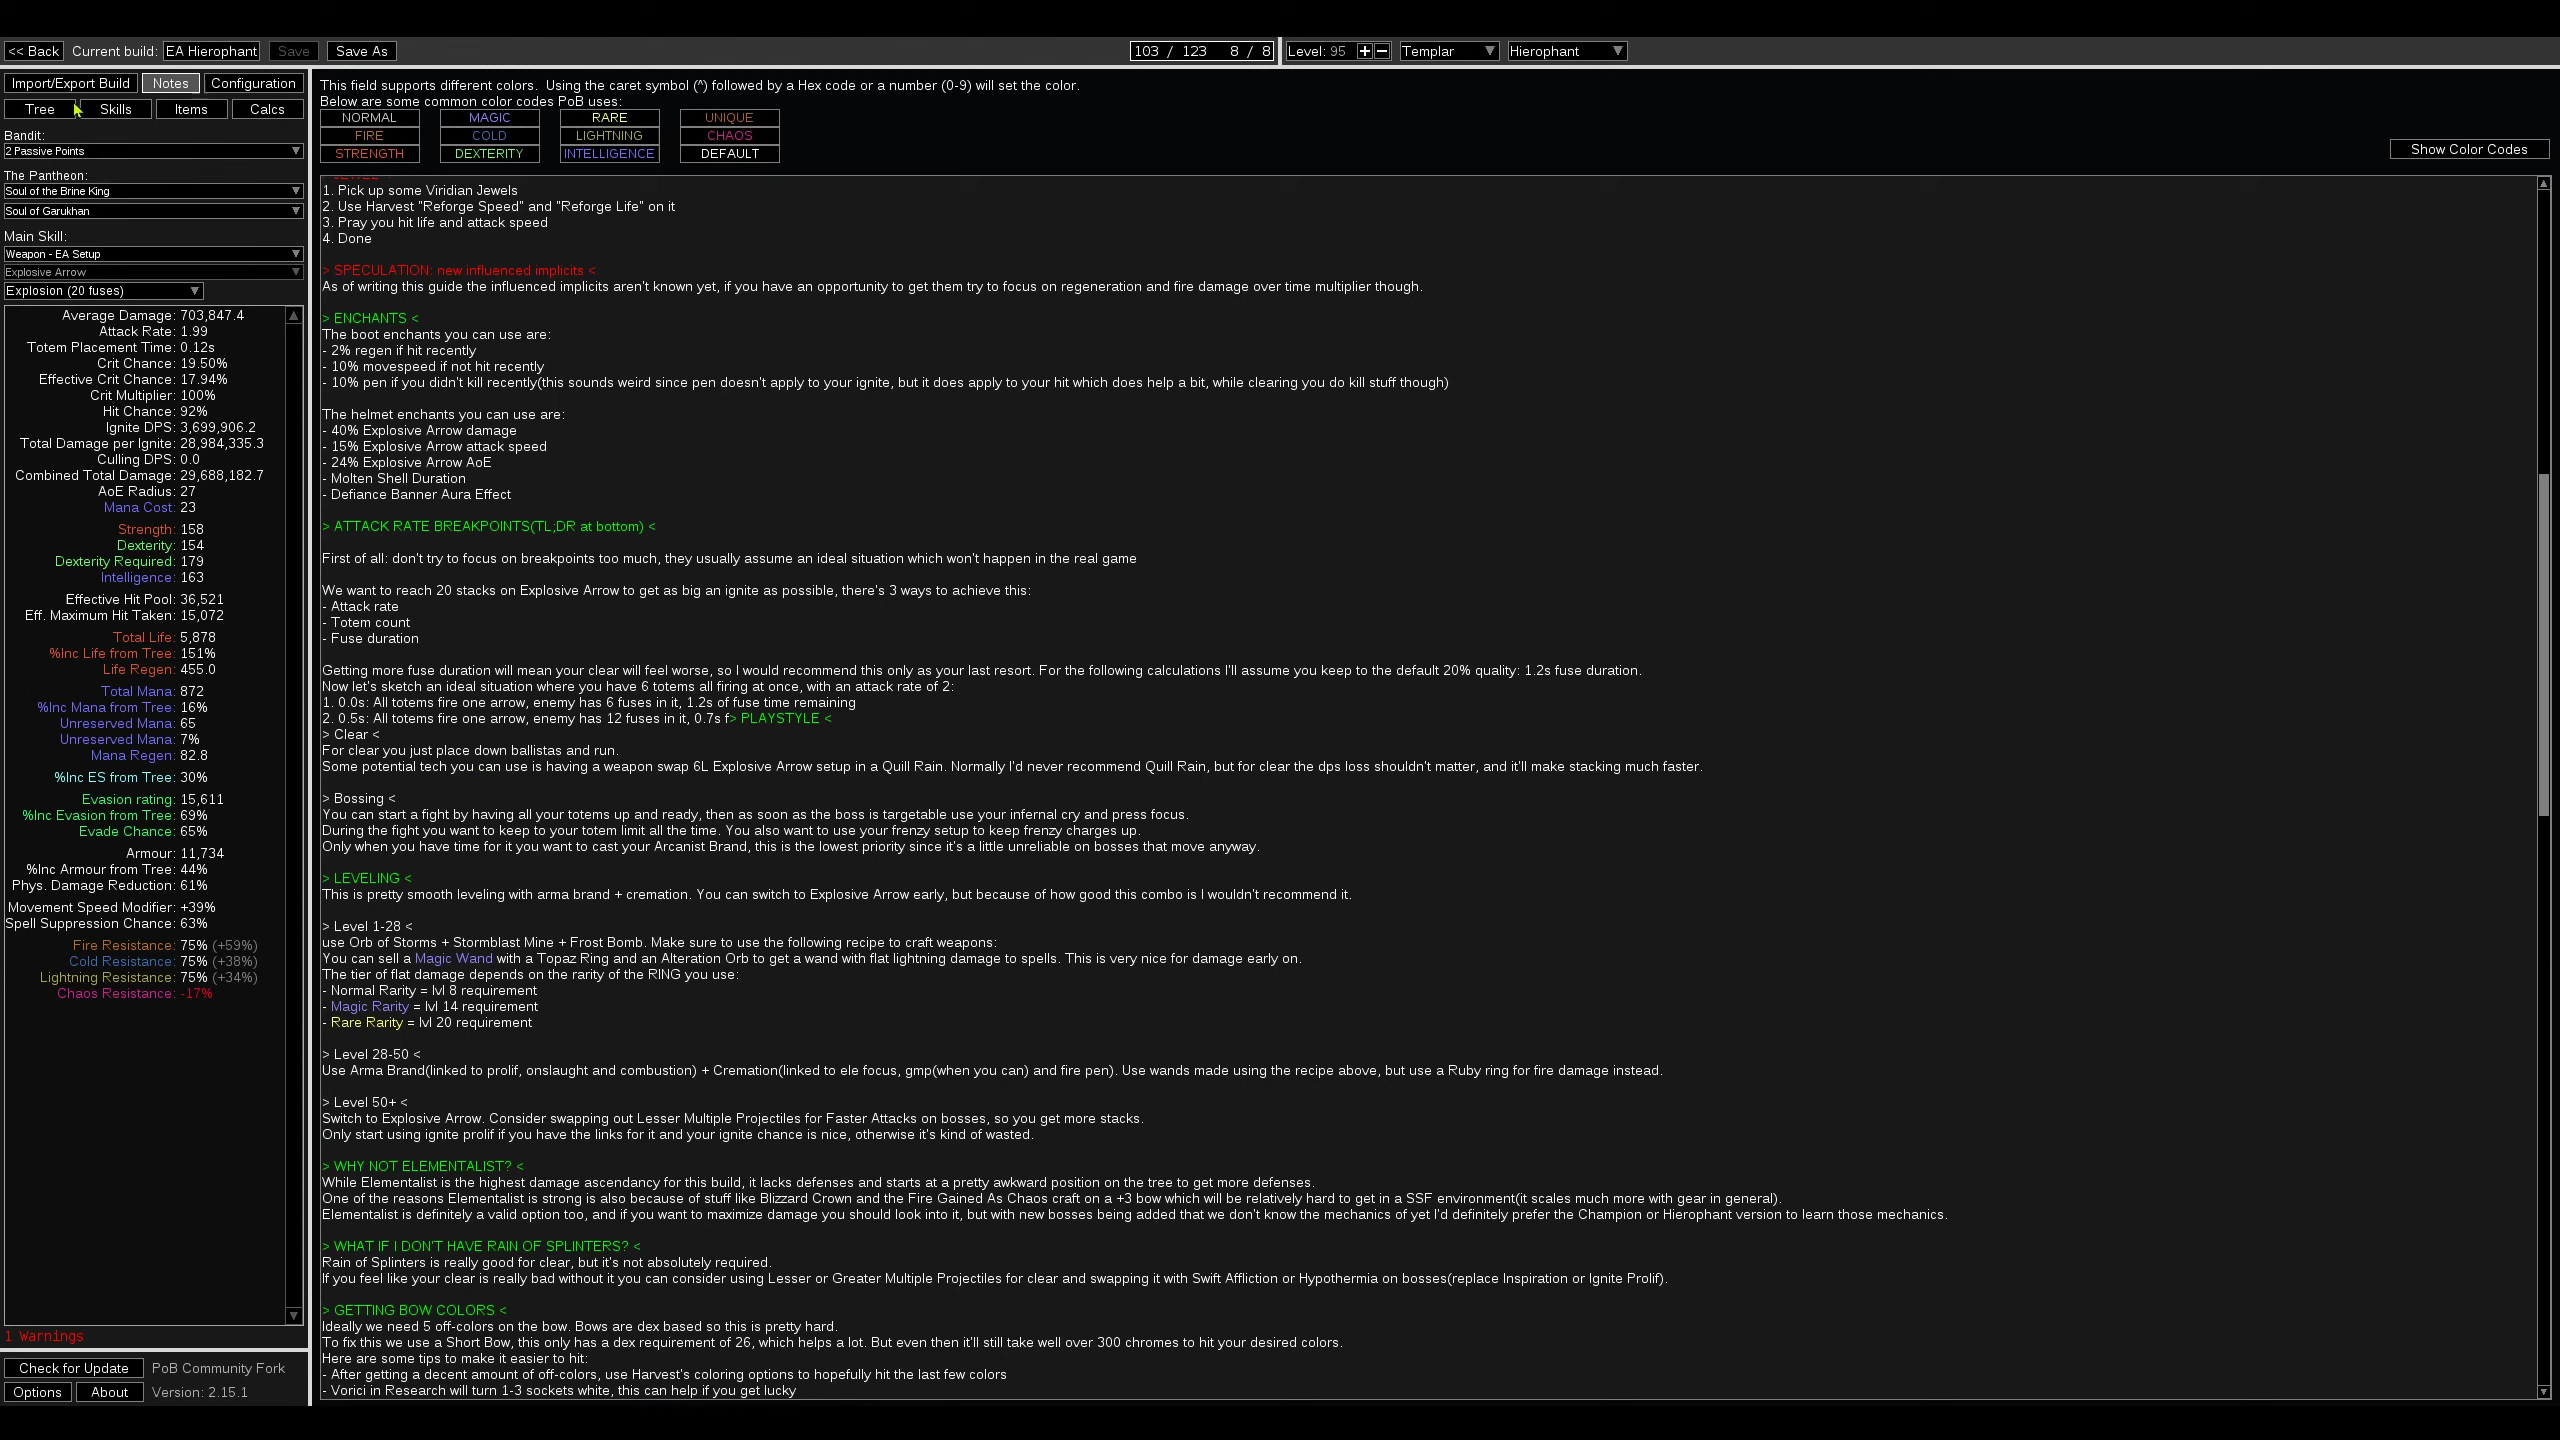 << Back
Current build: EA Hierophant
Save
Save As
103 / 123 8 / 8
Level: 95
+
−
Templar
Hierophant
Import/Export Build
Notes
Configuration
Tree
Skills
Items
Calcs
Bandit:
2 Passive Points
The Pantheon:
Soul of the Brine King
Soul of Garukhan
Main Skill:
Weapon - EA Setup
Explosive Arrow
Explosion (20 fuses)
Average Damage: 703,847.4
Attack Rate: 1.99
Totem Placement Time: 0.12s
Crit Chance: 19.50%
Effective Crit Chance: 17.94%
Crit Multiplier: 100%
Hit Chance: 92%
Ignite DPS: 3,699,906.2
Total Damage per Ignite: 28,984,335.3
Culling DPS: 0.0
Combined Total Damage: 29,688,182.7
AoE Radius: 27
Mana Cost: 23
Strength: 158
Dexterity: 154
Dexterity Required: 179
Intelligence: 163
Effective Hit Pool: 36,521
Eff. Maximum Hit Taken: 15,072
Total Life: 5,878
%Inc Life from Tree: 151%
Life Regen: 455.0
Total Mana: 872
%Inc Mana from Tree: 16%
Unreserved Mana: 65
Unreserved Mana: 7%
Mana Regen: 82.8
%Inc ES from Tree: 30%
Evasion rating: 15,611
%Inc Evasion from Tree: 69%
Evade Chance: 65%
Armour: 11,734
%Inc Armour from Tree: 44%
Phys. Damage Reduction: 61%
Movement Speed Modifier: +39%
Spell Suppression Chance: 63%
Fire Resistance: 75% (+59%)
Cold Resistance: 75% (+38%)
Lightning Resistance: 75% (+34%)
Chaos Resistance: -17%
1 Warnings
Check for Update
PoB Community Fork
Options
About
Version: 2.15.1
This field supports different colors. Using the caret symbol (^) followed by a Hex code or a number (0-9) will set the color.
Below are some common color codes PoB uses:
NORMAL
MAGIC
RARE
UNIQUE
FIRE
COLD
LIGHTNING
CHAOS
STRENGTH
DEXTERITY
INTELLIGENCE
DEFAULT
Show Color Codes
1. Pick up some Viridian Jewels
2. Use Harvest "Reforge Speed" and "Reforge Life" on it
3. Pray you hit life and attack speed
4. Done
> SPECULATION: new influenced implicits <
As of writing this guide the influenced implicits aren't known yet, if you have an opportunity to get them try to focus on regeneration and fire damage over time multiplier though.
> ENCHANTS <
The boot enchants you can use are:
- 2% regen if hit recently
- 10% movespeed if not hit recently
- 10% pen if you didn't kill recently(this sounds weird since pen doesn't apply to your ignite, but it does apply to your hit which does help a bit, while clearing you do kill stuff though)
The helmet enchants you can use are:
- 40% Explosive Arrow damage
- 15% Explosive Arrow attack speed
- 24% Explosive Arrow AoE
- Molten Shell Duration
- Defiance Banner Aura Effect
> ATTACK RATE BREAKPOINTS(TL;DR at bottom) <
First of all: don't try to focus on breakpoints too much, they usually assume an ideal situation which won't happen in the real game
We want to reach 20 stacks on Explosive Arrow to get as big an ignite as possible, there's 3 ways to achieve this:
- Attack rate
- Totem count
- Fuse duration
Getting more fuse duration will mean your clear will feel worse, so I would recommend this only as your last resort. For the following calculations I'll assume you keep to the default 20% quality: 1.2s fuse duration.
Now let's sketch an ideal situation where you have 6 totems all firing at once, with an attack rate of 2:
1. 0.0s: All totems fire one arrow, enemy has 6 fuses in it, 1.2s of fuse time remaining
2. 0.5s: All totems fire one arrow, enemy has 12 fuses in it, 0.7s f> PLAYSTYLE <
> Clear <
For clear you just place down ballistas and run.
Some potential tech you can use is having a weapon swap 6L Explosive Arrow setup in a Quill Rain. Normally I'd never recommend Quill Rain, but for clear the dps loss shouldn't matter, and it'll make stacking much faster.
> Bossing <
You can start a fight by having all your totems up and ready, then as soon as the boss is targetable use your infernal cry and press focus.
During the fight you want to keep to your totem limit all the time. You also want to use your frenzy setup to keep frenzy charges up.
Only when you have time for it you want to cast your Arcanist Brand, this is the lowest priority since it's a little unreliable on bosses that move anyway.
> LEVELING <
This is pretty smooth leveling with arma brand + cremation. You can switch to Explosive Arrow early, but because of how good this combo is I wouldn't recommend it.
> Level 1-28 <
use Orb of Storms + Stormblast Mine + Frost Bomb. Make sure to use the following recipe to craft weapons:
You can sell a Magic Wand with a Topaz Ring and an Alteration Orb to get a wand with flat lightning damage to spells. This is very nice for damage early on.
The tier of flat damage depends on the rarity of the RING you use:
- Normal Rarity = lvl 8 requirement
- Magic Rarity = lvl 14 requirement
- Rare Rarity = lvl 20 requirement
> Level 28-50 <
Use Arma Brand(linked to prolif, onslaught and combustion) + Cremation(linked to ele focus, gmp(when you can) and fire pen). Use wands made using the recipe above, but use a Ruby ring for fire damage instead.
> Level 50+ <
Switch to Explosive Arrow. Consider swapping out Lesser Multiple Projectiles for Faster Attacks on bosses, so you get more stacks.
Only start using ignite prolif if you have the links for it and your ignite chance is nice, otherwise it's kind of wasted.
> WHY NOT ELEMENTALIST? <
While Elementalist is the highest damage ascendancy for this build, it lacks defenses and starts at a pretty awkward position on the tree to get more defenses.
One of the reasons Elementalist is strong is also because of stuff like Blizzard Crown and the Fire Gained As Chaos craft on a +3 bow which will be relatively hard to get in a SSF environment(it scales much more with gear in general).
Elementalist is definitely a valid option too, and if you want to maximize damage you should look into it, but with new bosses being added that we don't know the mechanics of yet I'd definitely prefer the Champion or Hierophant version to learn those mechanics.
> WHAT IF I DON'T HAVE RAIN OF SPLINTERS? <
Rain of Splinters is really good for clear, but it's not absolutely required.
If you feel like your clear is really bad without it you can consider using Lesser or Greater Multiple Projectiles for clear and swapping it with Swift Affliction or Hypothermia on bosses(replace Inspiration or Ignite Prolif).
> GETTING BOW COLORS <
Ideally we need 5 off-colors on the bow. Bows are dex based so this is pretty hard.
To fix this we use a Short Bow, this only has a dex requirement of 26, which helps a lot. But even then it'll still take well over 300 chromes to hit your desired colors.
Here are some tips to make it easier to hit:
- After getting a decent amount of off-colors, use Harvest's coloring options to hopefully hit the last few colors
- Vorici in Research will turn 1-3 sockets white, this can help if you get lucky